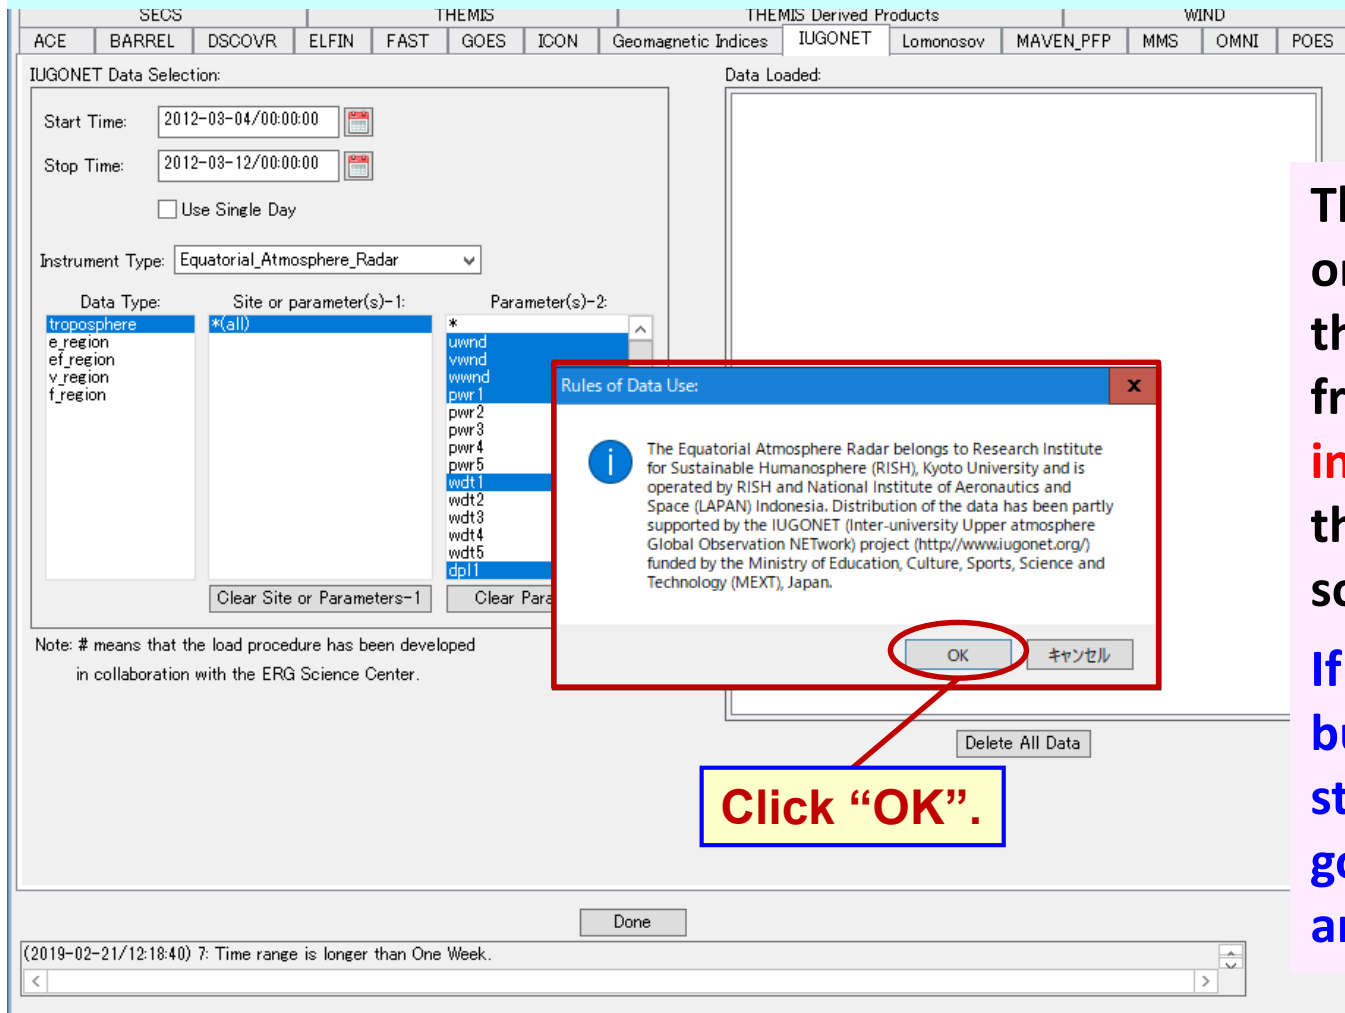 SECS THEMIS THEMIS Derived Products WIND
ACE BARREL DSCOVR ELFIN FAST GOES ICON Geomagnetic Indices IUGONET Lomonosov MAVEN_PFP MMS OMNI POES
IUGONET Data Selection:
Data Loaded:
Start Time: 2012-03-04/00:00:00
Stop Time: 2012-03-12/00:00:00
Use Single Day
Instrument Type: Equatorial_Atmosphere_Radar
Data Type: Site or parameter(s)-1: Parameter(s)-2:
troposphere
e_region
ef_region
v_region
f_region
*(all)
*
uwnd
vwnd
wwnd
pwr1
pwr2
pwr3
pwr4
pwr5
wdt1
wdt2
wdt3
wdt4
wdt5
dpl1
Clear Site or Parameters-1
Clear Para
Note: # means that the load procedure has been developed
in collaboration with the ERG Science Center.
Rules of Data Use:
x
The Equatorial Atmosphere Radar belongs to Research Institute
for Sustainable Humanosphere (RISH), Kyoto University and is
operated by RISH and National Institute of Aeronautics and
Space (LAPAN) Indonesia. Distribution of the data has been partly
supported by the IUGONET (Inter-university Upper atmosphere
Global Observation NETwork) project (http://www.iugonet.org/)
funded by the Ministry of Education, Culture, Sports, Science and
Technology (MEXT), Japan.
OK キャンセル
Delete All Data
Click “OK”.
Done
(2019-02-21/12:18:40) 7: Time range is longer than One Week.
If